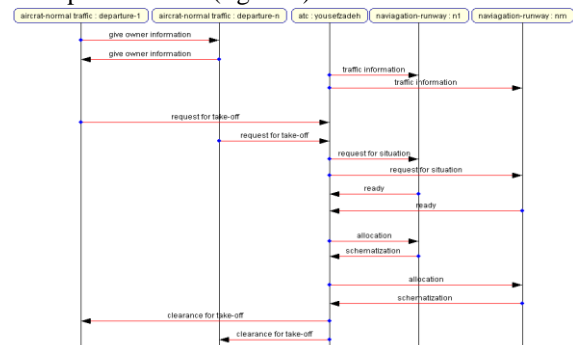 aircrat-normal traffic : departure-1
aircrat-normal traffic : departure-n
atc : yousefzadeh
naviagation-runway : n1
naviagation-runway : nm
give owner information
give owner information
traffic information
traffic information
request for take-off
request for take-off
request for situation
request for situation
ready
ready
allocation
schematization
allocation
schematization
clearance for take-off
clearance for take-off